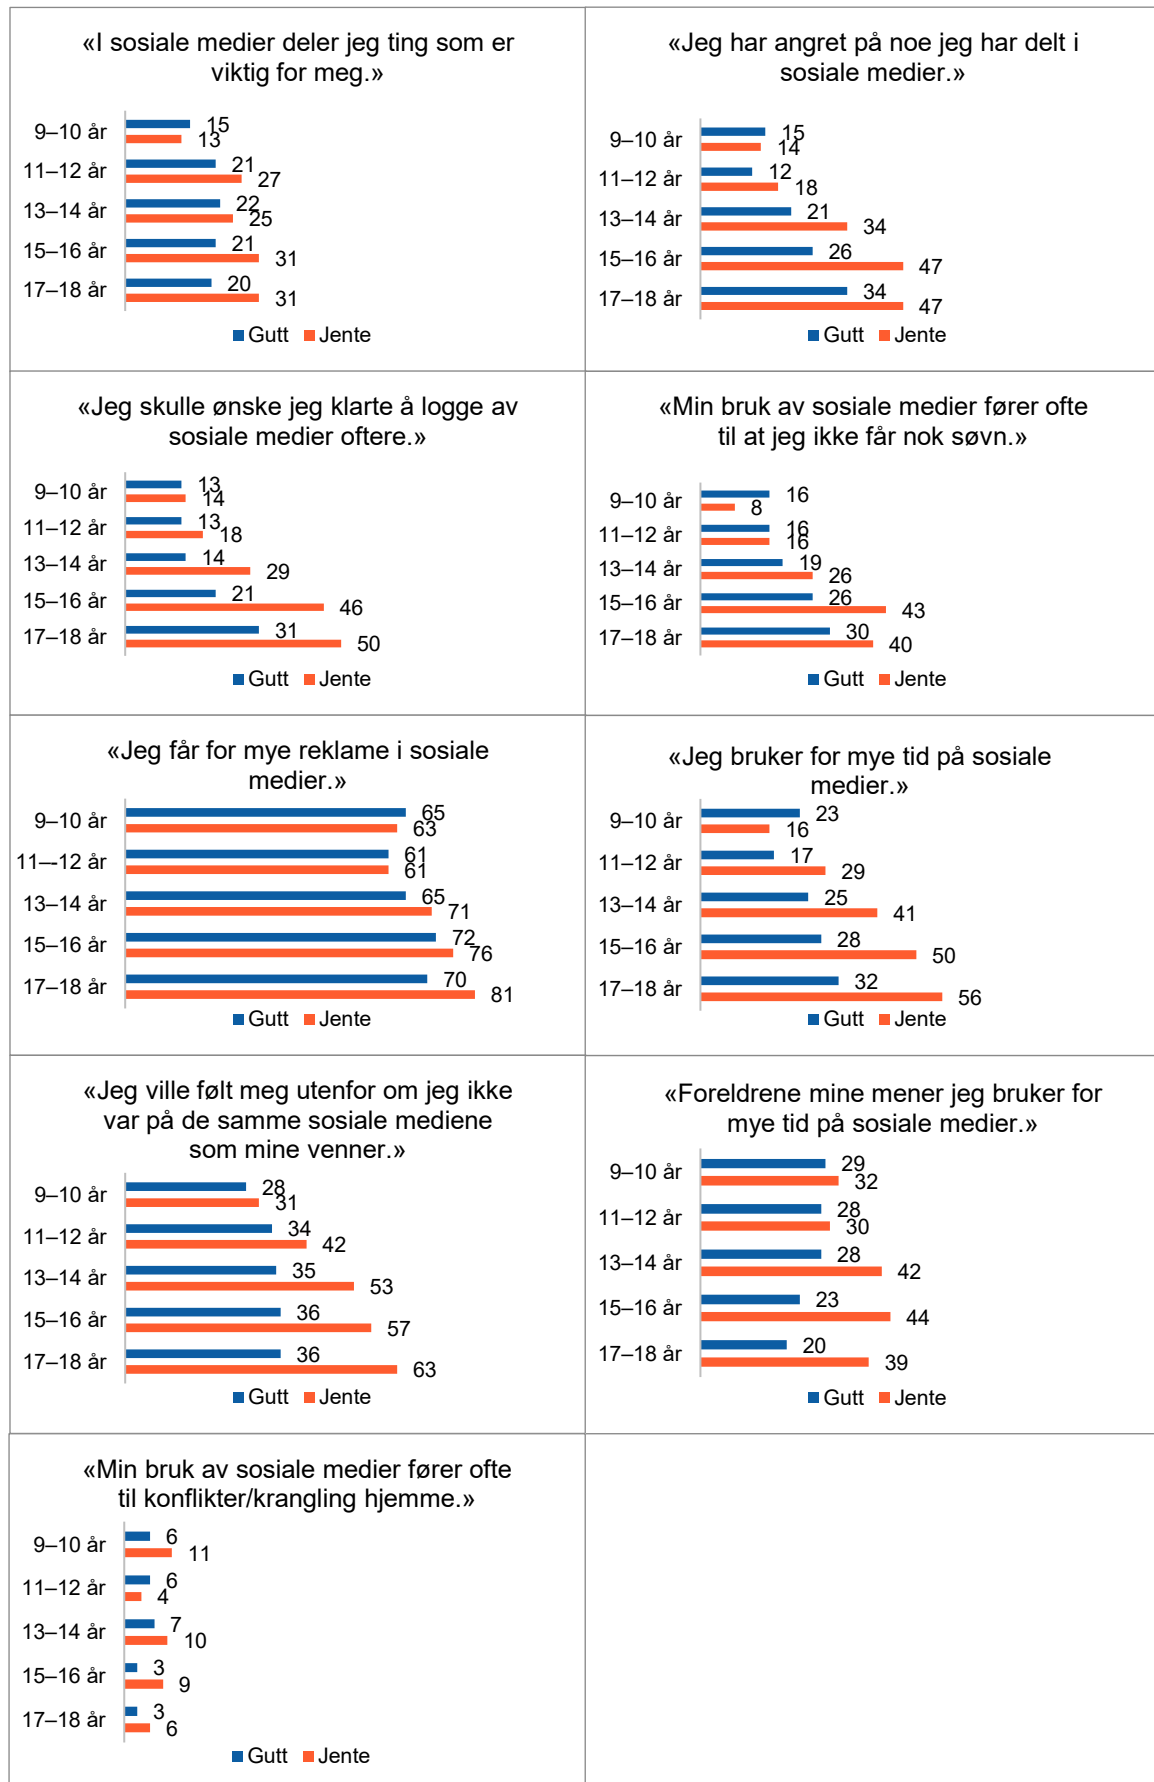 «I sosiale medier deler jeg ting som er
viktig for meg.»
9–10 år
15
13
11–12 år
21
27
13–14 år
22
25
15–16 år
21
31
17–18 år
20
31
Gutt Jente
«Jeg har angret på noe jeg har delt i
sosiale medier.»
9–10 år
15
14
11–12 år
12
18
13–14 år
21
34
15–16 år
26
47
17–18 år
34
47
Gutt Jente
«Jeg skulle ønske jeg klarte å logge av
sosiale medier oftere.»
9–10 år
13
14
11–12 år
13
18
13–14 år
14
29
15–16 år
21
46
17–18 år
31
50
Gutt Jente
«Min bruk av sosiale medier fører ofte
til at jeg ikke får nok søvn.»
9–10 år
16
8
11–12 år
16
16
13–14 år
19
26
15–16 år
26
43
17–18 år
30
40
Gutt Jente
«Jeg får for mye reklame i sosiale
medier.»
9–10 år
65
63
11–-12 år
61
61
13–14 år
65
71
15–16 år
72
76
17–18 år
70
81
Gutt Jente
«Jeg bruker for mye tid på sosiale
medier.»
9–10 år
23
16
11–12 år
17
29
13–14 år
25
41
15–16 år
28
50
17–18 år
32
56
Gutt Jente
«Jeg ville følt meg utenfor om jeg ikke
var på de samme sosiale mediene
som mine venner.»
9–10 år
28
31
11–12 år
34
42
13–14 år
35
53
15–16 år
36
57
17–18 år
36
63
Gutt Jente
«Foreldrene mine mener jeg bruker for
mye tid på sosiale medier.»
9–10 år
29
32
11–12 år
28
30
13–14 år
28
42
15–16 år
23
44
17–18 år
20
39
Gutt Jente
«Min bruk av sosiale medier fører ofte
til konflikter/krangling hjemme.»
9–10 år
6
11
11–12 år
6
4
13–14 år
7
10
15–16 år
3
9
17–18 år
3
6
Gutt Jente